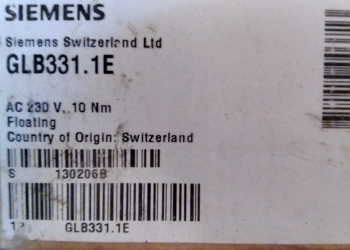 SIEMENS
Siemens Switzerland Ltd
GLB331.1E
AC 230 V, 10 Nm
Floating
Country of Origin: Switzerland
S 130206B
GLB331.1E